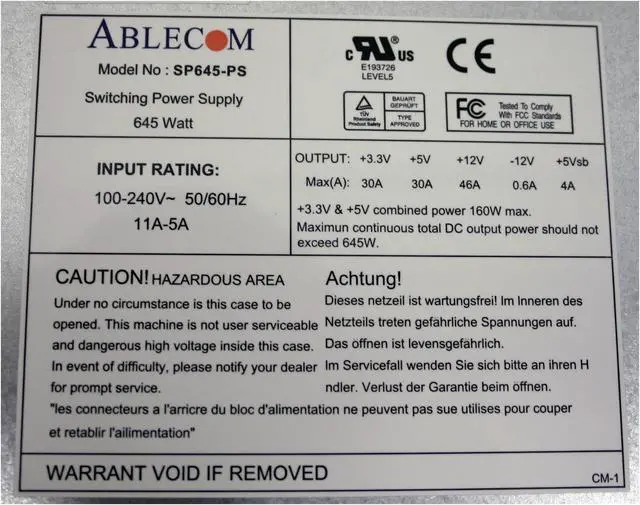 ABLECOM
Model No : SP645-PS
Switching Power Supply
645 Watt
c RU ® US
E193726
LEVEL5
CE
TÜV
Rheinland
Product Safety
BAUART
GEPRÜFT
TYPE
APPROVED
FC Tested To Comply
With FCC Standards
FOR HOME OR OFFICE USE
INPUT RATING:
100-240V~ 50/60Hz
11A-5A
OUTPUT: +3.3V +5V +12V -12V +5Vsb
Max(A): 30A 30A 46A 0.6A 4A
+3.3V & +5V combined power 160W max.
Maximun continuous total DC output power should not
exceed 645W.
CAUTION! HAZARDOUS AREA
Under no circumstance is this case to be
opened. This machine is not user serviceable
and dangerous high voltage inside this case.
In event of difficulty, please notify your dealer
for prompt service.
Achtung!
Dieses netzeil ist wartungsfrei! Im Inneren des
Netzteils treten gefährliche Spannungen auf.
Das öffnen ist levensgefährlich.
Im Servicefall wenden Sie sich bitte an ihren H
ndler. Verlust der Garantie beim öffnen.
"les connecteurs a l'arricre du bloc d'alimentation ne peuvent pas sue utilises pour couper
et retablir l'ailimentation"
WARRANT VOID IF REMOVED
CM-1